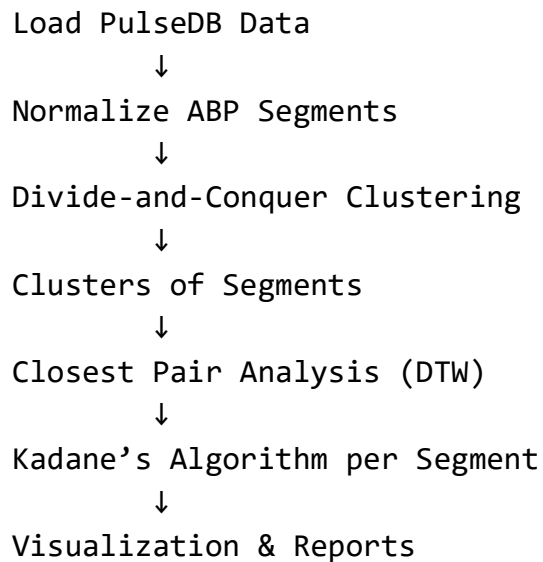 Load PulseDB Data
↓
Normalize ABP Segments
↓
Divide-and-Conquer Clustering
↓
Clusters of Segments
↓
Closest Pair Analysis (DTW)
↓
Kadane’s Algorithm per Segment
↓
Visualization & Reports